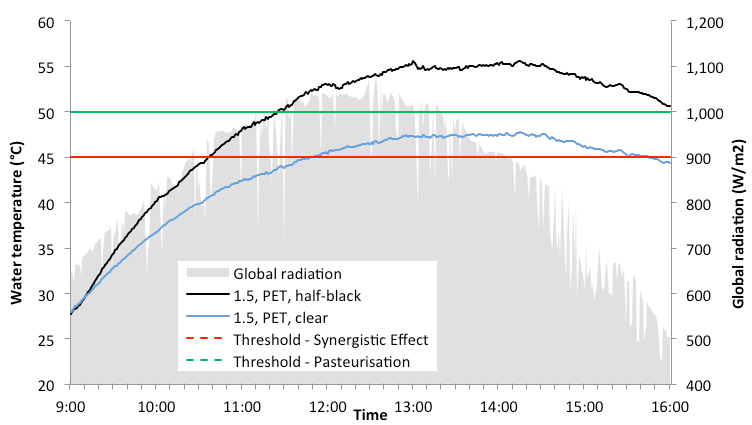 Water temperature (°C)
60
55
50
45
40
35
30
25
20
1,200
1,100
1,000
900
800
700
600
500
400
Global radiation (W/m2)
Global radiation
1.5, PET, half-black
1.5, PET, clear
Threshold - Synergistic Effect
Threshold - Pasteurisation
9:00 10:00 11:00 12:00 13:00 14:00 15:00 16:00
Time